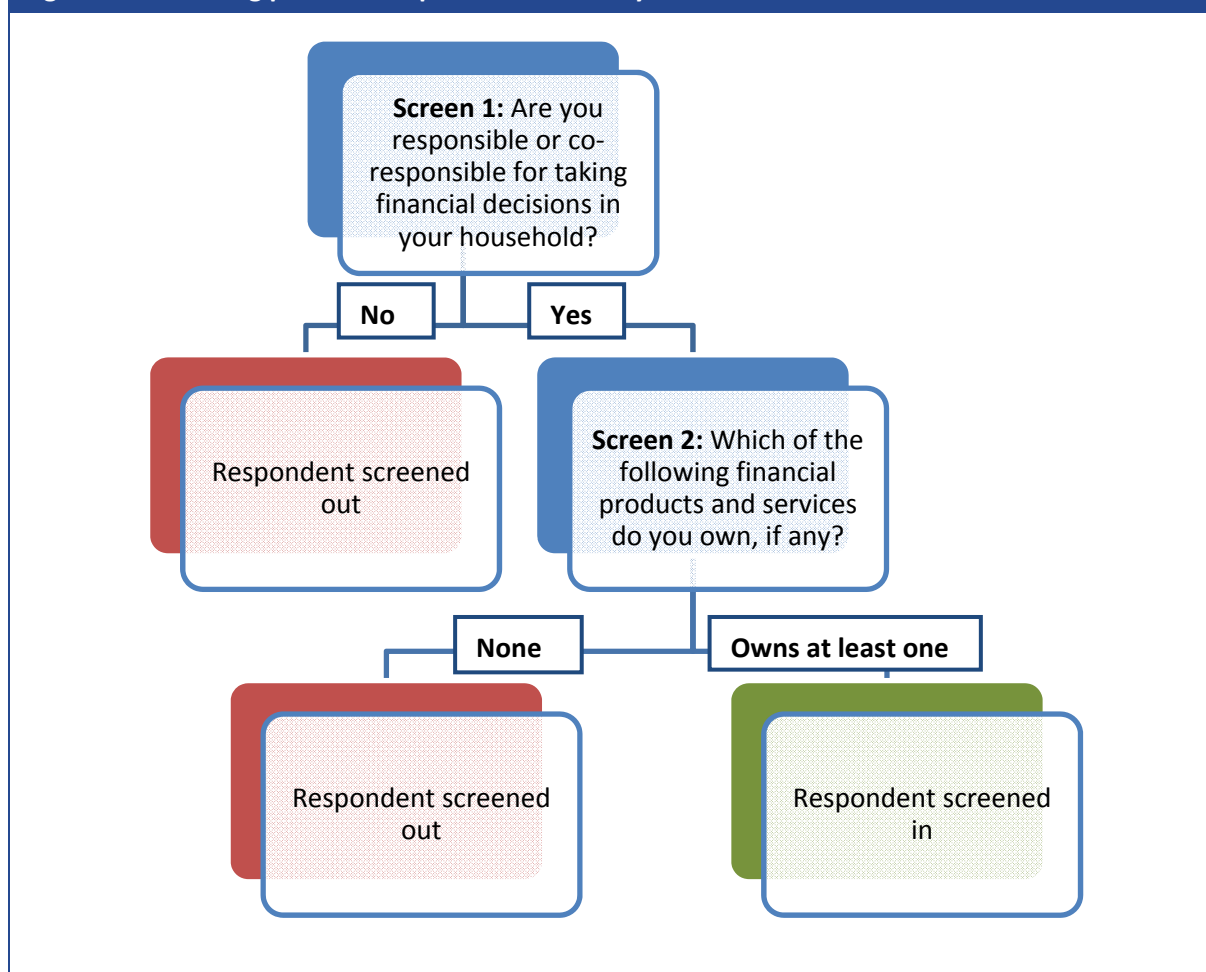 Screen 1: Are you
responsible or co-
responsible for taking
financial decisions in
your household?
No
Yes
Respondent screened
out
Screen 2: Which of the
following financial
products and services
do you own, if any?
None
Owns at least one
Respondent screened
out
Respondent screened
in